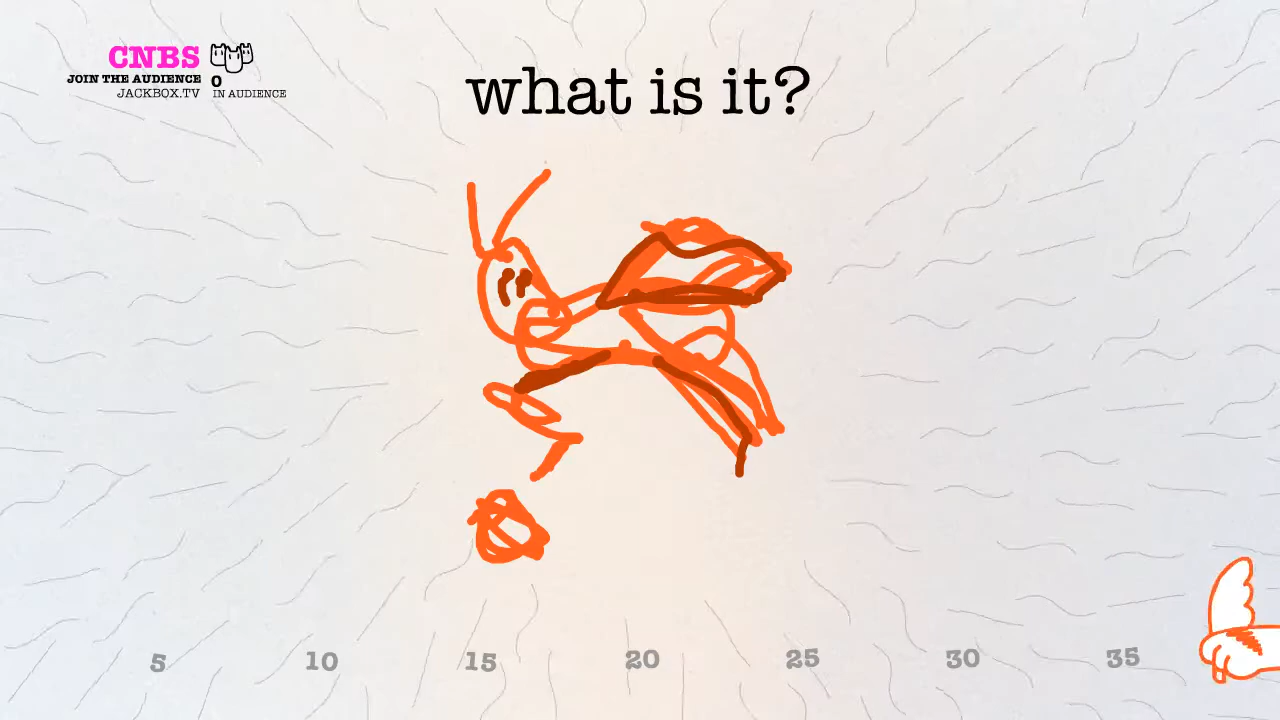 CNBS
JOIN THE AUDIENCE
JACKBOX.TV
0
IN AUDIENCE
what is it?
5 10 15 20 25 30 35